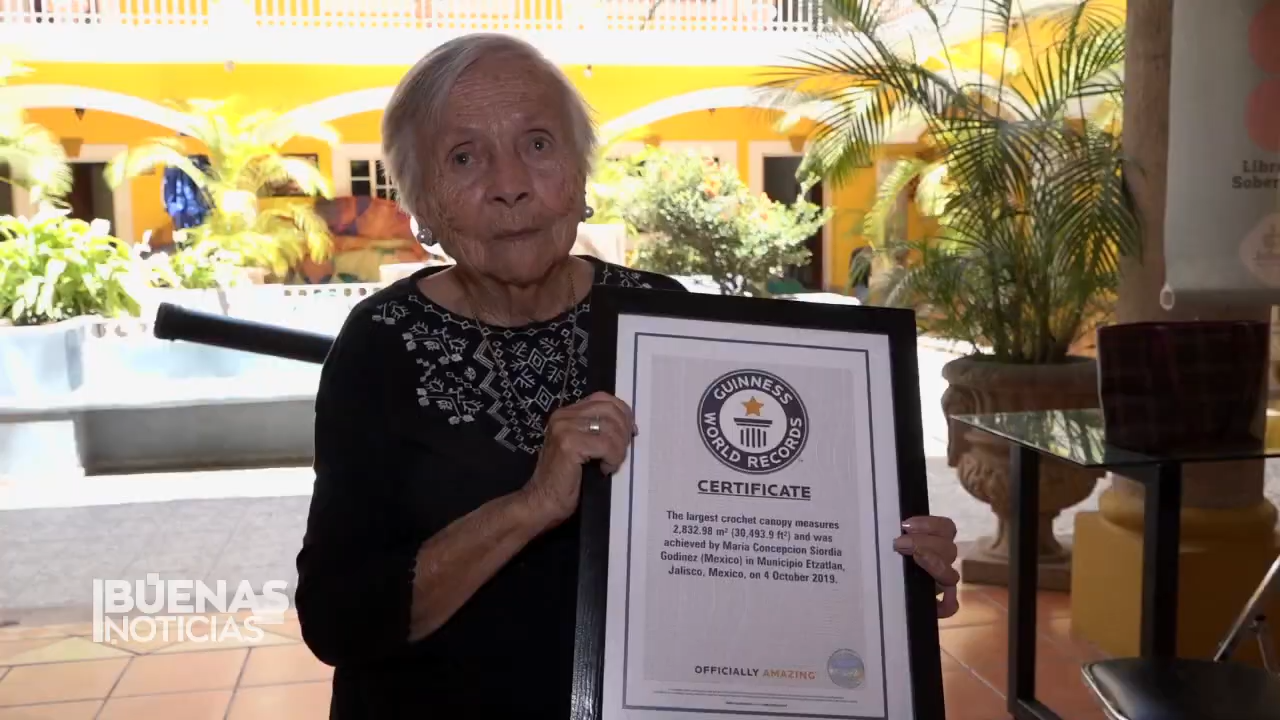 Libr
Sober
GUINNESS
WORLD RECORDS
CERTIFICATE
The largest crochet canopy measures
2,832.98 m² (30,493.9 ft²) and was
achieved by Maria Concepcion Siordia
Godinez (Mexico) in Municipio Etzatlan,
Jalisco, Mexico, on 4 October 2019.
OFFICIALLY AMAZING
¡BUENAS
NOTICIAS